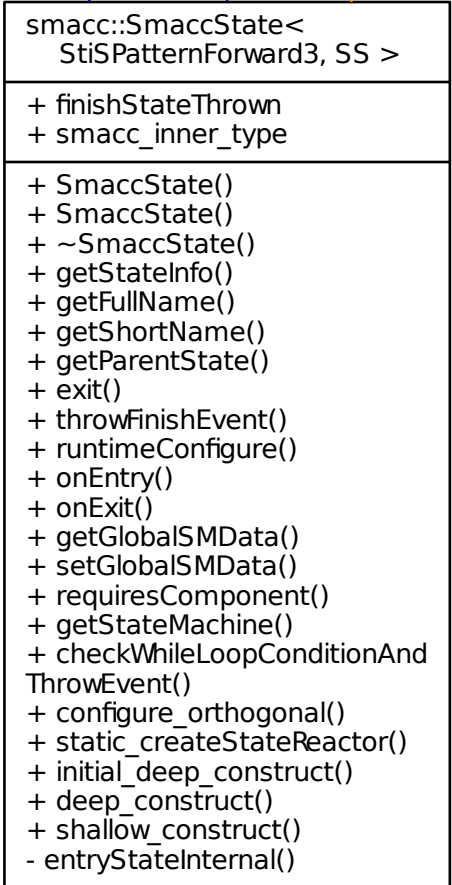 smacc::SmaccState<
StiSPatternForward3, SS >
+ finishStateThrown
+ smacc_inner_type
+ SmaccState()
+ SmaccState()
+ ~SmaccState()
+ getStateInfo()
+ getFullName()
+ getShortName()
+ getParentState()
+ exit()
+ throwFinishEvent()
+ runtimeConfigure()
+ onEntry()
+ onExit()
+ getGlobalSMData()
+ setGlobalSMData()
+ requiresComponent()
+ getStateMachine()
+ checkWhileLoopConditionAnd
ThrowEvent()
+ configure_orthogonal()
+ static_createStateReactor()
+ initial_deep_construct()
+ deep_construct()
+ shallow_construct()
- entryStateInternal()